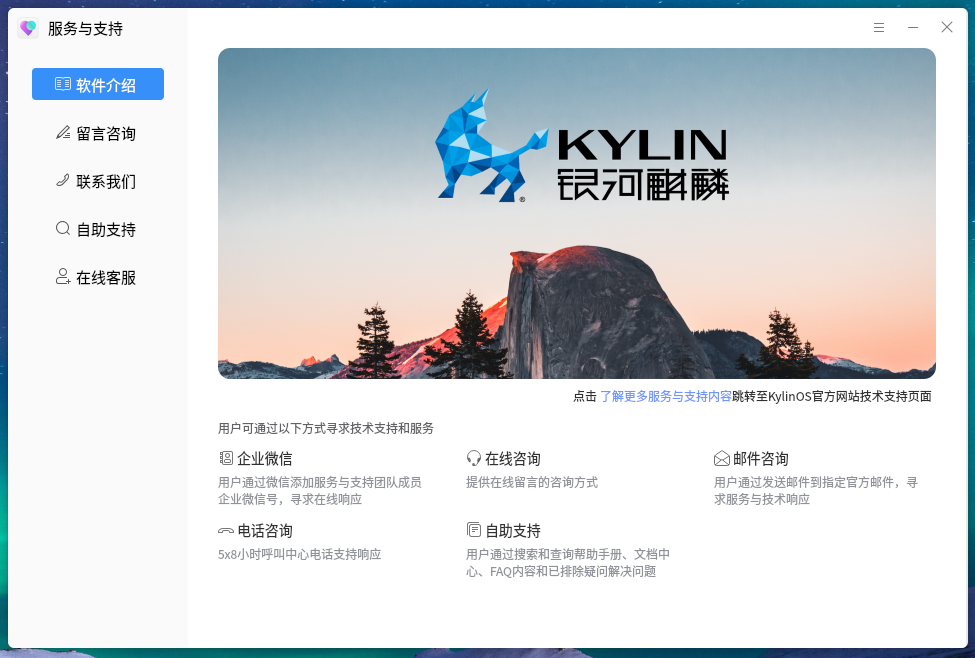 服务与支持
软件介绍
留言咨询
联系我们
自助支持
在线客服
KYLIN
银河麒麟
®
点击 了解更多服务与支持内容跳转至KylinOS官方网站技术支持页面
用户可通过以下方式寻求技术支持和服务
企业微信
用户通过微信添加服务与支持团队成员
企业微信号，寻求在线响应
在线咨询
提供在线留言的咨询方式
邮件咨询
用户通过发送邮件到指定官方邮件，寻
求服务与技术响应
电话咨询
5x8小时呼叫中心电话支持响应
自助支持
用户通过搜索和查询帮助手册、文档中
心、FAQ内容和已排除疑问解决问题